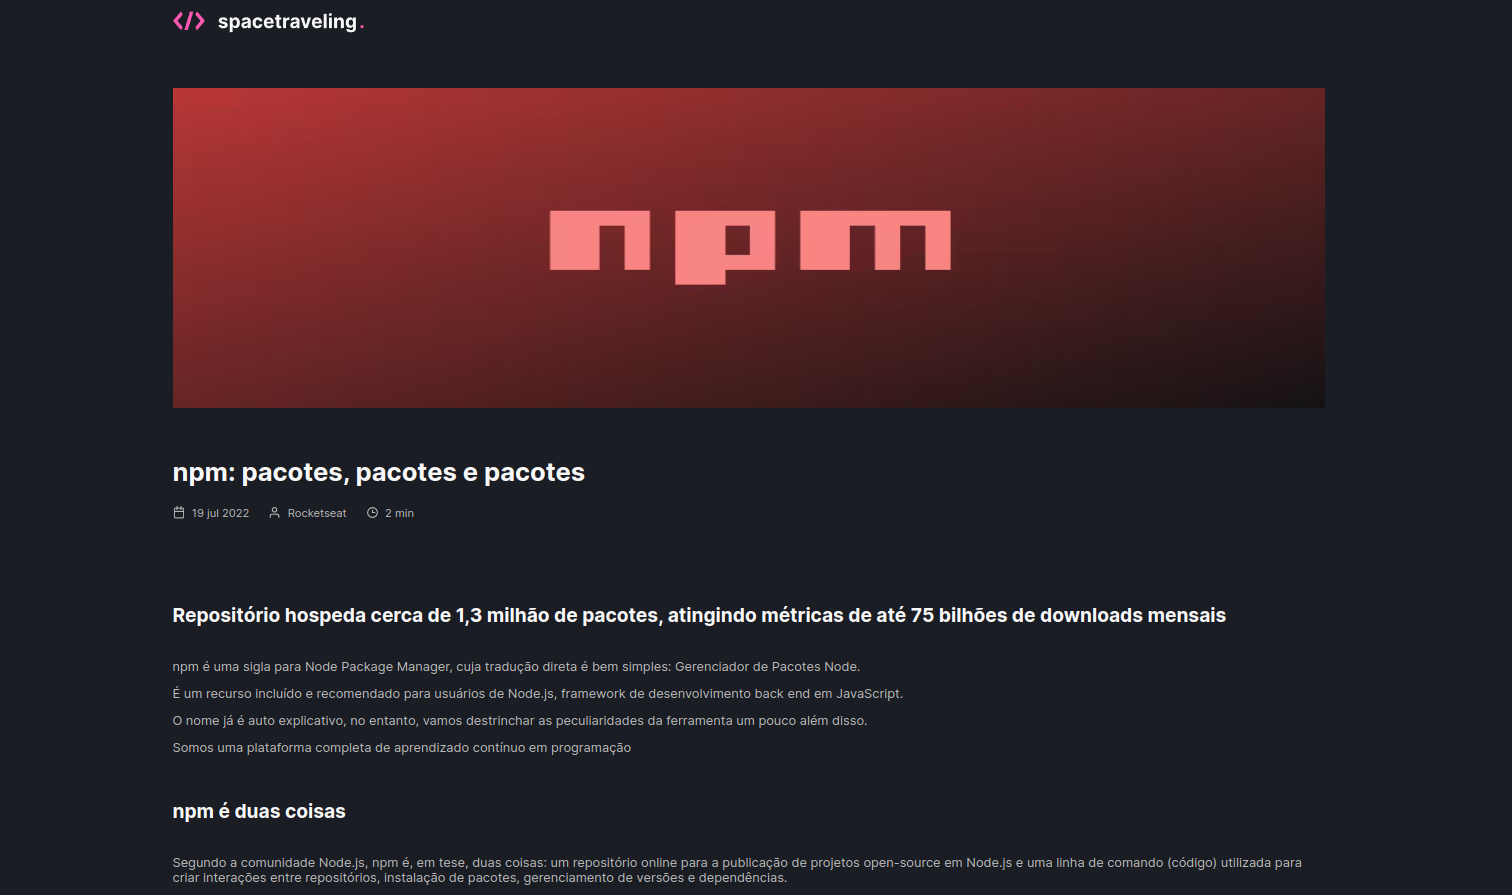 spacetraveling.
npm
npm: pacotes, pacotes e pacotes
19 jul 2022 Rocketseat 2 min
Repositório hospeda cerca de 1,3 milhão de pacotes, atingindo métricas de até 75 bilhões de downloads mensais
npm é uma sigla para Node Package Manager, cuja tradução direta é bem simples: Gerenciador de Pacotes Node.
É um recurso incluído e recomendado para usuários de Node.js, framework de desenvolvimento back end em JavaScript.
O nome já é auto explicativo, no entanto, vamos destrinchar as peculiaridades da ferramenta um pouco além disso.
Somos uma plataforma completa de aprendizado contínuo em programação
npm é duas coisas
Segundo a comunidade Node.js, npm é, em tese, duas coisas: um repositório online para a publicação de projetos open-source em Node.js e uma linha de comando (código) utilizada para
criar interações entre repositórios, instalação de pacotes, gerenciamento de versões e dependências.